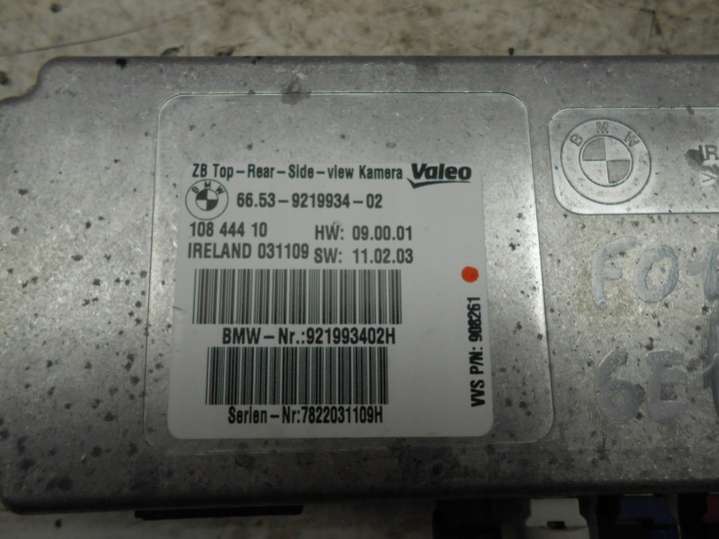 ZB Top-Rear-Side-view Kamera Valeo
BMW 66.53-9219934-02
108 444 10 HW: 09.00.01
IRELAND 031109 SW: 11.02.03
BMW-Nr.:921993402H
Serien-Nr:7822031109H
VVS P/N: 908261
BMW